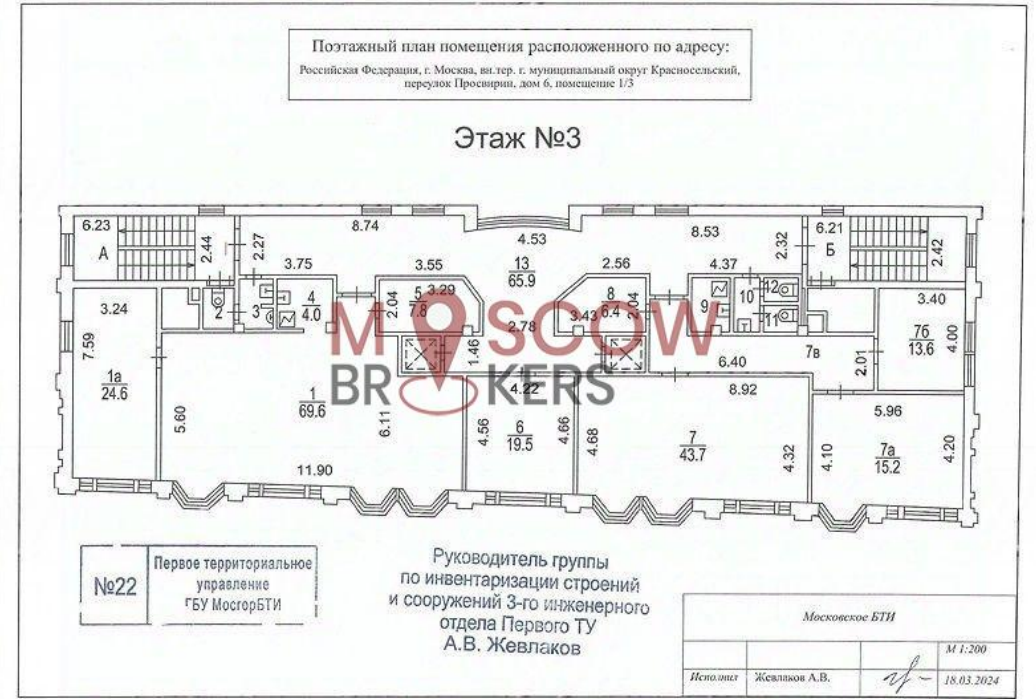 Поэтажный план помещения расположенного по адресу:
Российская Федерация, г. Москва, вн.тер. г. муниципальный округ Красносельский,
переулок Просвирин, дом 6, помещение 1/3
Этаж №3
6.23
А
2.44
2.27
8.74
3.75
3.55
4.53
13
65.9
2.56
8.53
4.37
2.32
6.21
Б
2.42
3.24
7.59
1а
24.6
2
3
4
4.0
2.04
5
7.8
3.29
2.78
8
6.4
3.43
2.04
9
10
12
11
3.40
7б
13.6
4.00
1.46
6.40
7в
2.01
MOSCOW
BROKERS
1
69.6
5.60
6.11
11.90
4.22
4.56
6
19.5
4.66
8.92
4.68
7
43.7
4.32
5.96
4.10
7а
15.2
4.20
№22
Первое территориальное
управление
ГБУ МосгорБТИ
Руководитель группы
по инвентаризации строений
и сооружений 3-го инженерного
отдела Первого ТУ
А.В. Жевлаков
Московское БТИ
М 1:200
Исполнил Жевлаков А.В. 18.03.2024